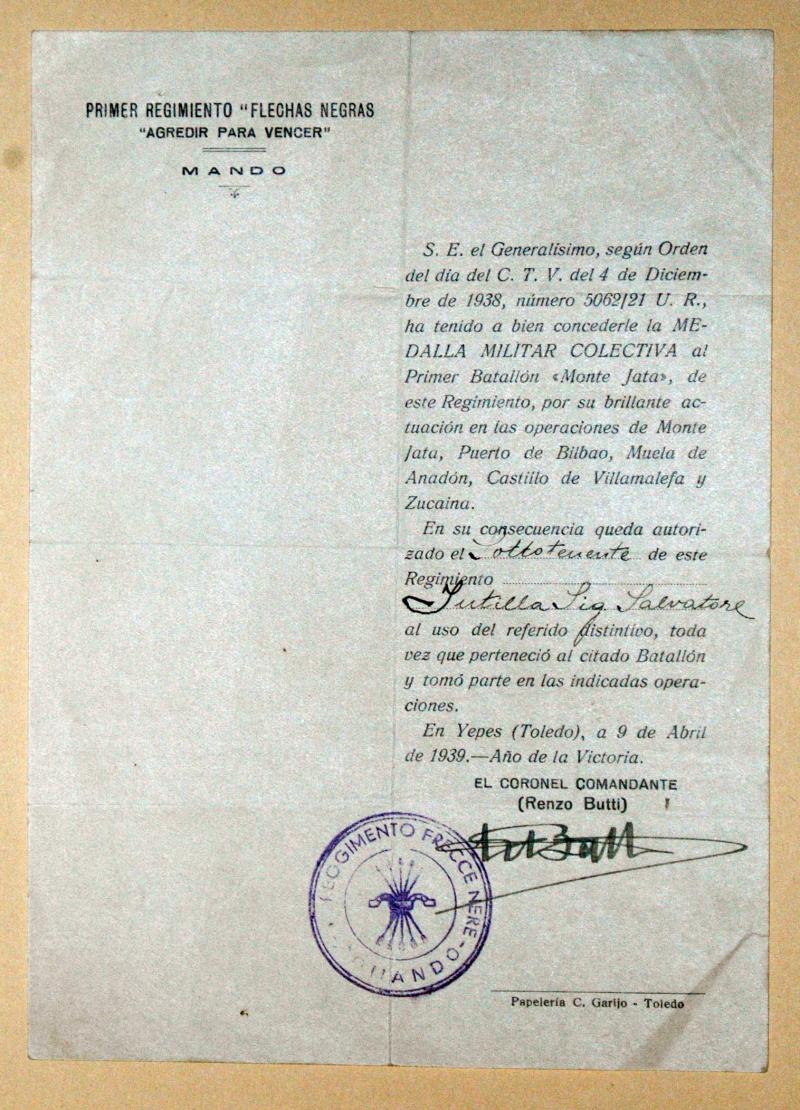 PRIMER REGIMIENTO "FLECHAS NEGRAS
"AGREDIR PARA VENCER"
MANDO
S. E. el Generalísimo, según Orden
del día del C. T. V. del 4 de Diciem-
bre de 1938, número 5062/21 U. R.,
ha tenido a bien concederle la ME-
DALLA MILITAR COLECTIVA al
Primer Batallón «Monte Jata», de
este Regimiento, por su brillante ac-
tuación en las operaciones de Monte
Jata, Puerto de Bilbao, Muela de
Anadón, Castillo de Villamalefa y
Zucaina.
En su consecuencia queda autori-
zado el Sottotenente de este
Regimiento
Sig. Salvatore
al uso del referido distintivo, toda
vez que perteneció al citado Batallón
y tomó parte en las indicadas opera-
ciones.
En Yepes (Toledo), a 9 de Abril
de 1939.—Año de la Victoria.
EL CORONEL COMANDANTE
(Renzo Butti)
REGGIMENTO FRECCE NERE -
Papelería C. Garijo - Toledo